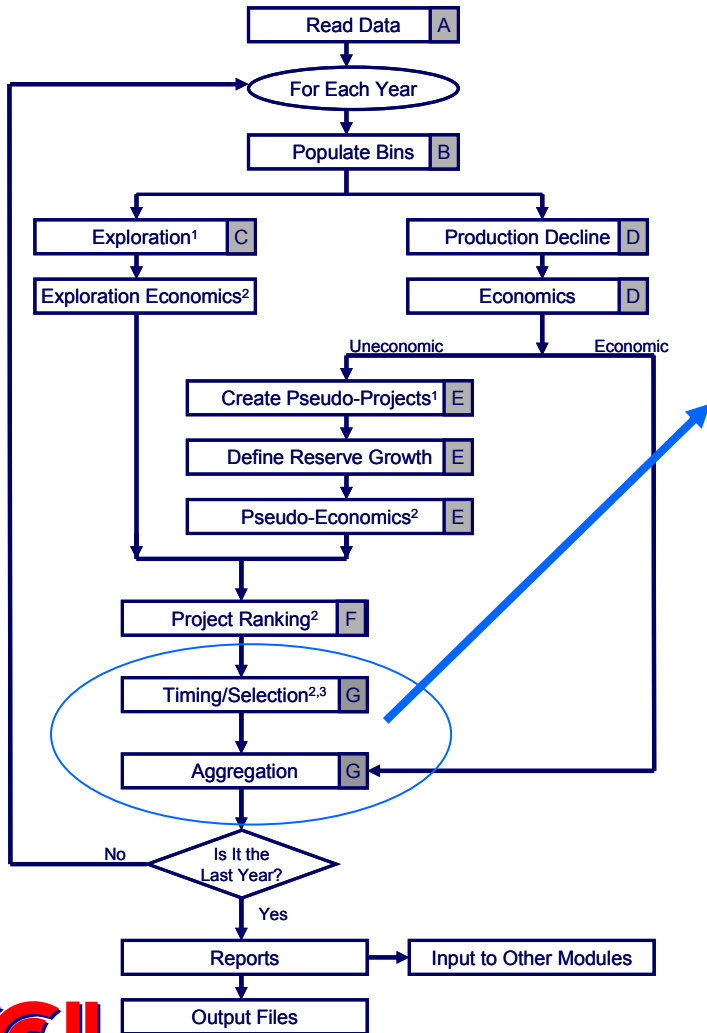 Read Data A
For Each Year
Populate Bins B
Exploration¹ C
Production Decline D
Exploration Economics²
Economics D
Uneconomic
Economic
Create Pseudo-Projects¹ E
Define Reserve Growth E
Pseudo-Economics² E
Project Ranking² F
Timing/Selection²,³ G
Aggregation G
No
Is It the
Last Year?
Yes
Reports
Input to Other Modules
Output Files